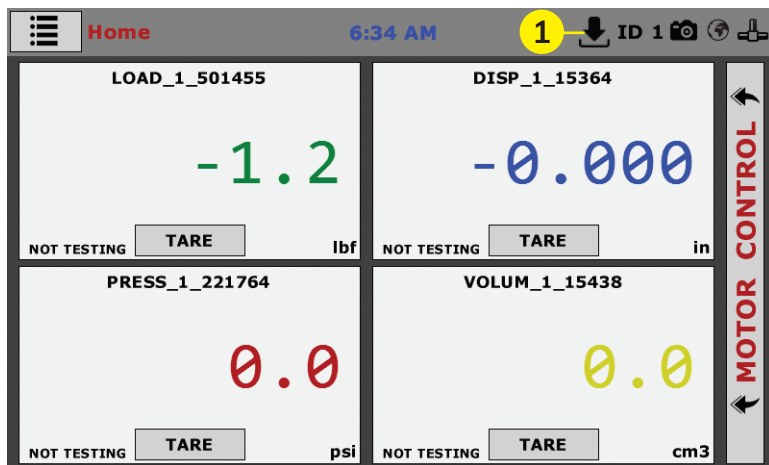 Home 6:34 AM 1 ID 1
LOAD_1_501455
-1.2
NOT TESTING TARE lbf
DISP_1_15364
-0.000
NOT TESTING TARE in
PRESS_1_221764
0.0
NOT TESTING TARE psi
VOLUM_1_15438
0.0
NOT TESTING TARE cm3
MOTOR CONTROL